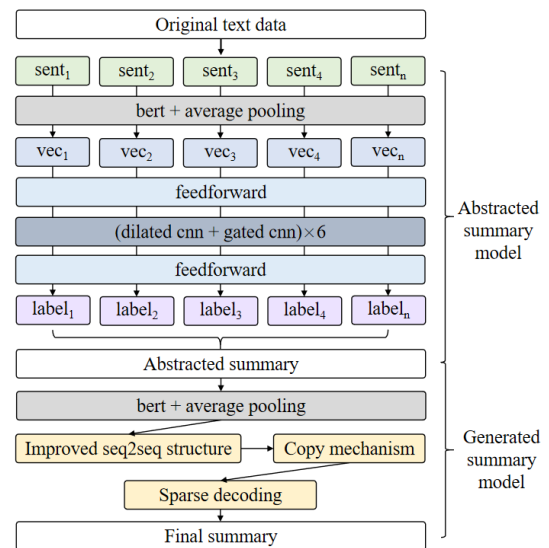 Original text data
sent₁ sent₂ sent₃ sent₄ sentₙ
bert + average pooling
vec₁ vec₂ vec₃ vec₄ vecₙ
feedforward
(dilated cnn + gated cnn)×6
feedforward
label₁ label₂ label₃ label₄ labelₙ
Abstracted summary
bert + average pooling
Improved seq2seq structure
Copy mechanism
Sparse decoding
Final summary
Abstracted
summary
model
Generated
summary
model